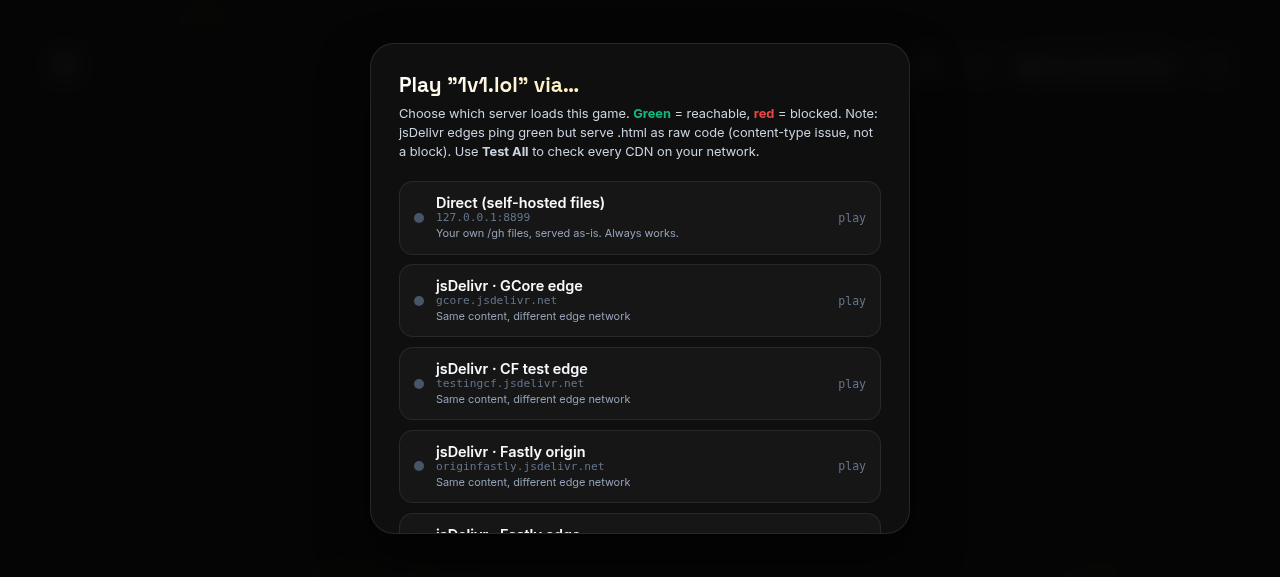 Play "1v1.lol" via...
Choose which server loads this game. Green = reachable, red = blocked. Note:
jsDelivr edges ping green but serve .html as raw code (content-type issue, not
a block). Use Test All to check every CDN on your network.
Direct (self-hosted files)
127.0.0.1:8899
play
Your own /gh files, served as-is. Always works.
jsDelivr · GCore edge
gcore.jsdelivr.net
play
Same content, different edge network
jsDelivr · CF test edge
testingcf.jsdelivr.net
play
Same content, different edge network
jsDelivr · Fastly origin
originfastly.jsdelivr.net
play
Same content, different edge network
jsDelivr · Fastly edge